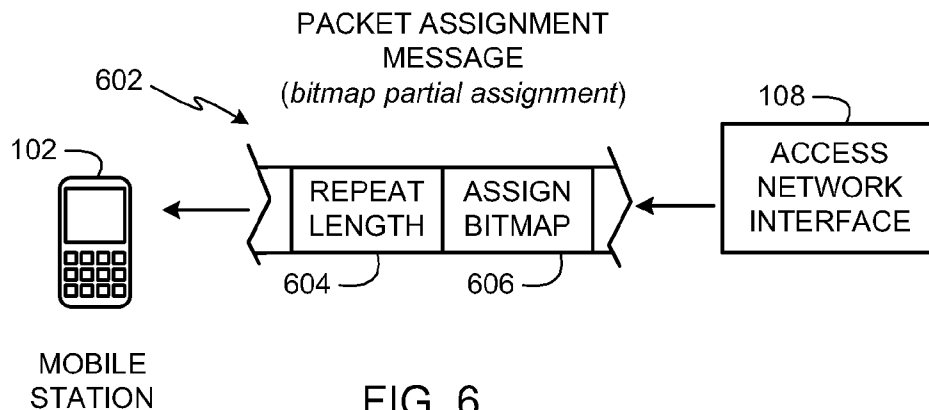 PACKET ASSIGNMENT
MESSAGE
(bitmap partial assignment)
602
108
102
REPEAT
LENGTH
ASSIGN
BITMAP
ACCESS
NETWORK
INTERFACE
604
606
MOBILE
STATION
FIG. 6